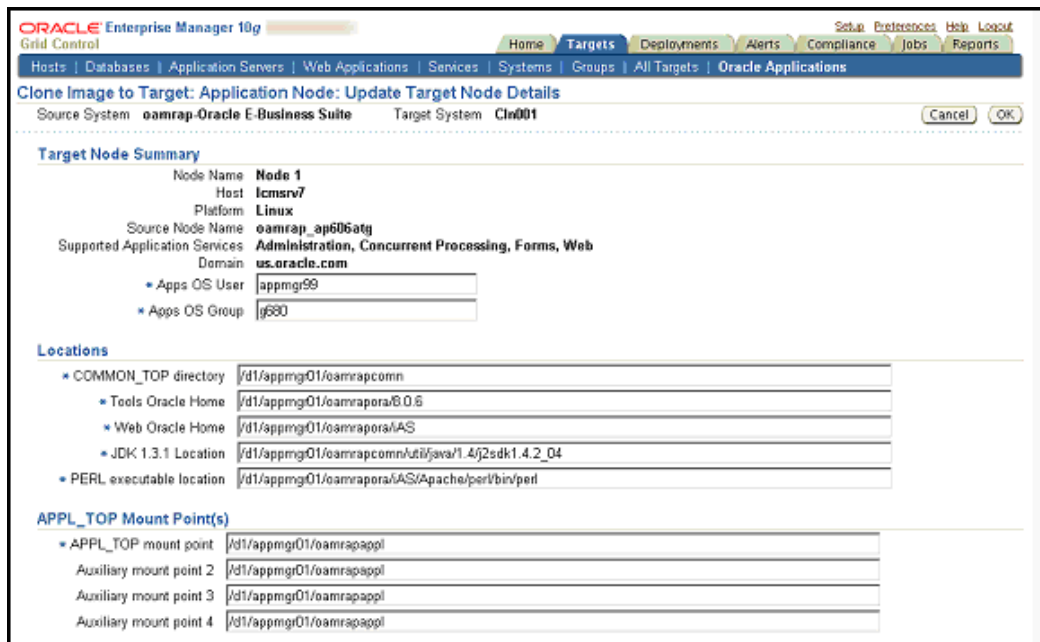 ORACLE Enterprise Manager 10g
Grid Control
Setup Preferences Help Logout
Home Targets Deployments Alerts Compliance Jobs Reports
Hosts | Databases | Application Servers | Web Applications | Services | Systems | Groups | All Targets | Oracle Applications
Clone Image to Target: Application Node: Update Target Node Details
Source System oamrap-Oracle E-Business Suite Target System Cln001
Cancel OK
Target Node Summary
Node Name Node 1
Host lcmsrv7
Platform Linux
Source Node Name oamrap_ap606atg
Supported Application Services Administration, Concurrent Processing, Forms, Web
Domain us.oracle.com
* Apps OS User appmgr99
* Apps OS Group g680
Locations
* COMMON_TOP directory /d1/appmgr01/oamrapcomn
* Tools Oracle Home /d1/appmgr01/oamrapora/8.0.6
* Web Oracle Home /d1/appmgr01/oamrapora/iAS
* JDK 1.3.1 Location /d1/appmgr01/oamrapcomn/util/java/1.4/j2sdk1.4.2_04
* PERL executable location /d1/appmgr01/oamrapora/iAS/Apache/perl/bin/perl
APPL_TOP Mount Point(s)
* APPL_TOP mount point /d1/appmgr01/oamrapappl
Auxiliary mount point 2 /d1/appmgr01/oamrapappl
Auxiliary mount point 3 /d1/appmgr01/oamrapappl
Auxiliary mount point 4 /d1/appmgr01/oamrapappl